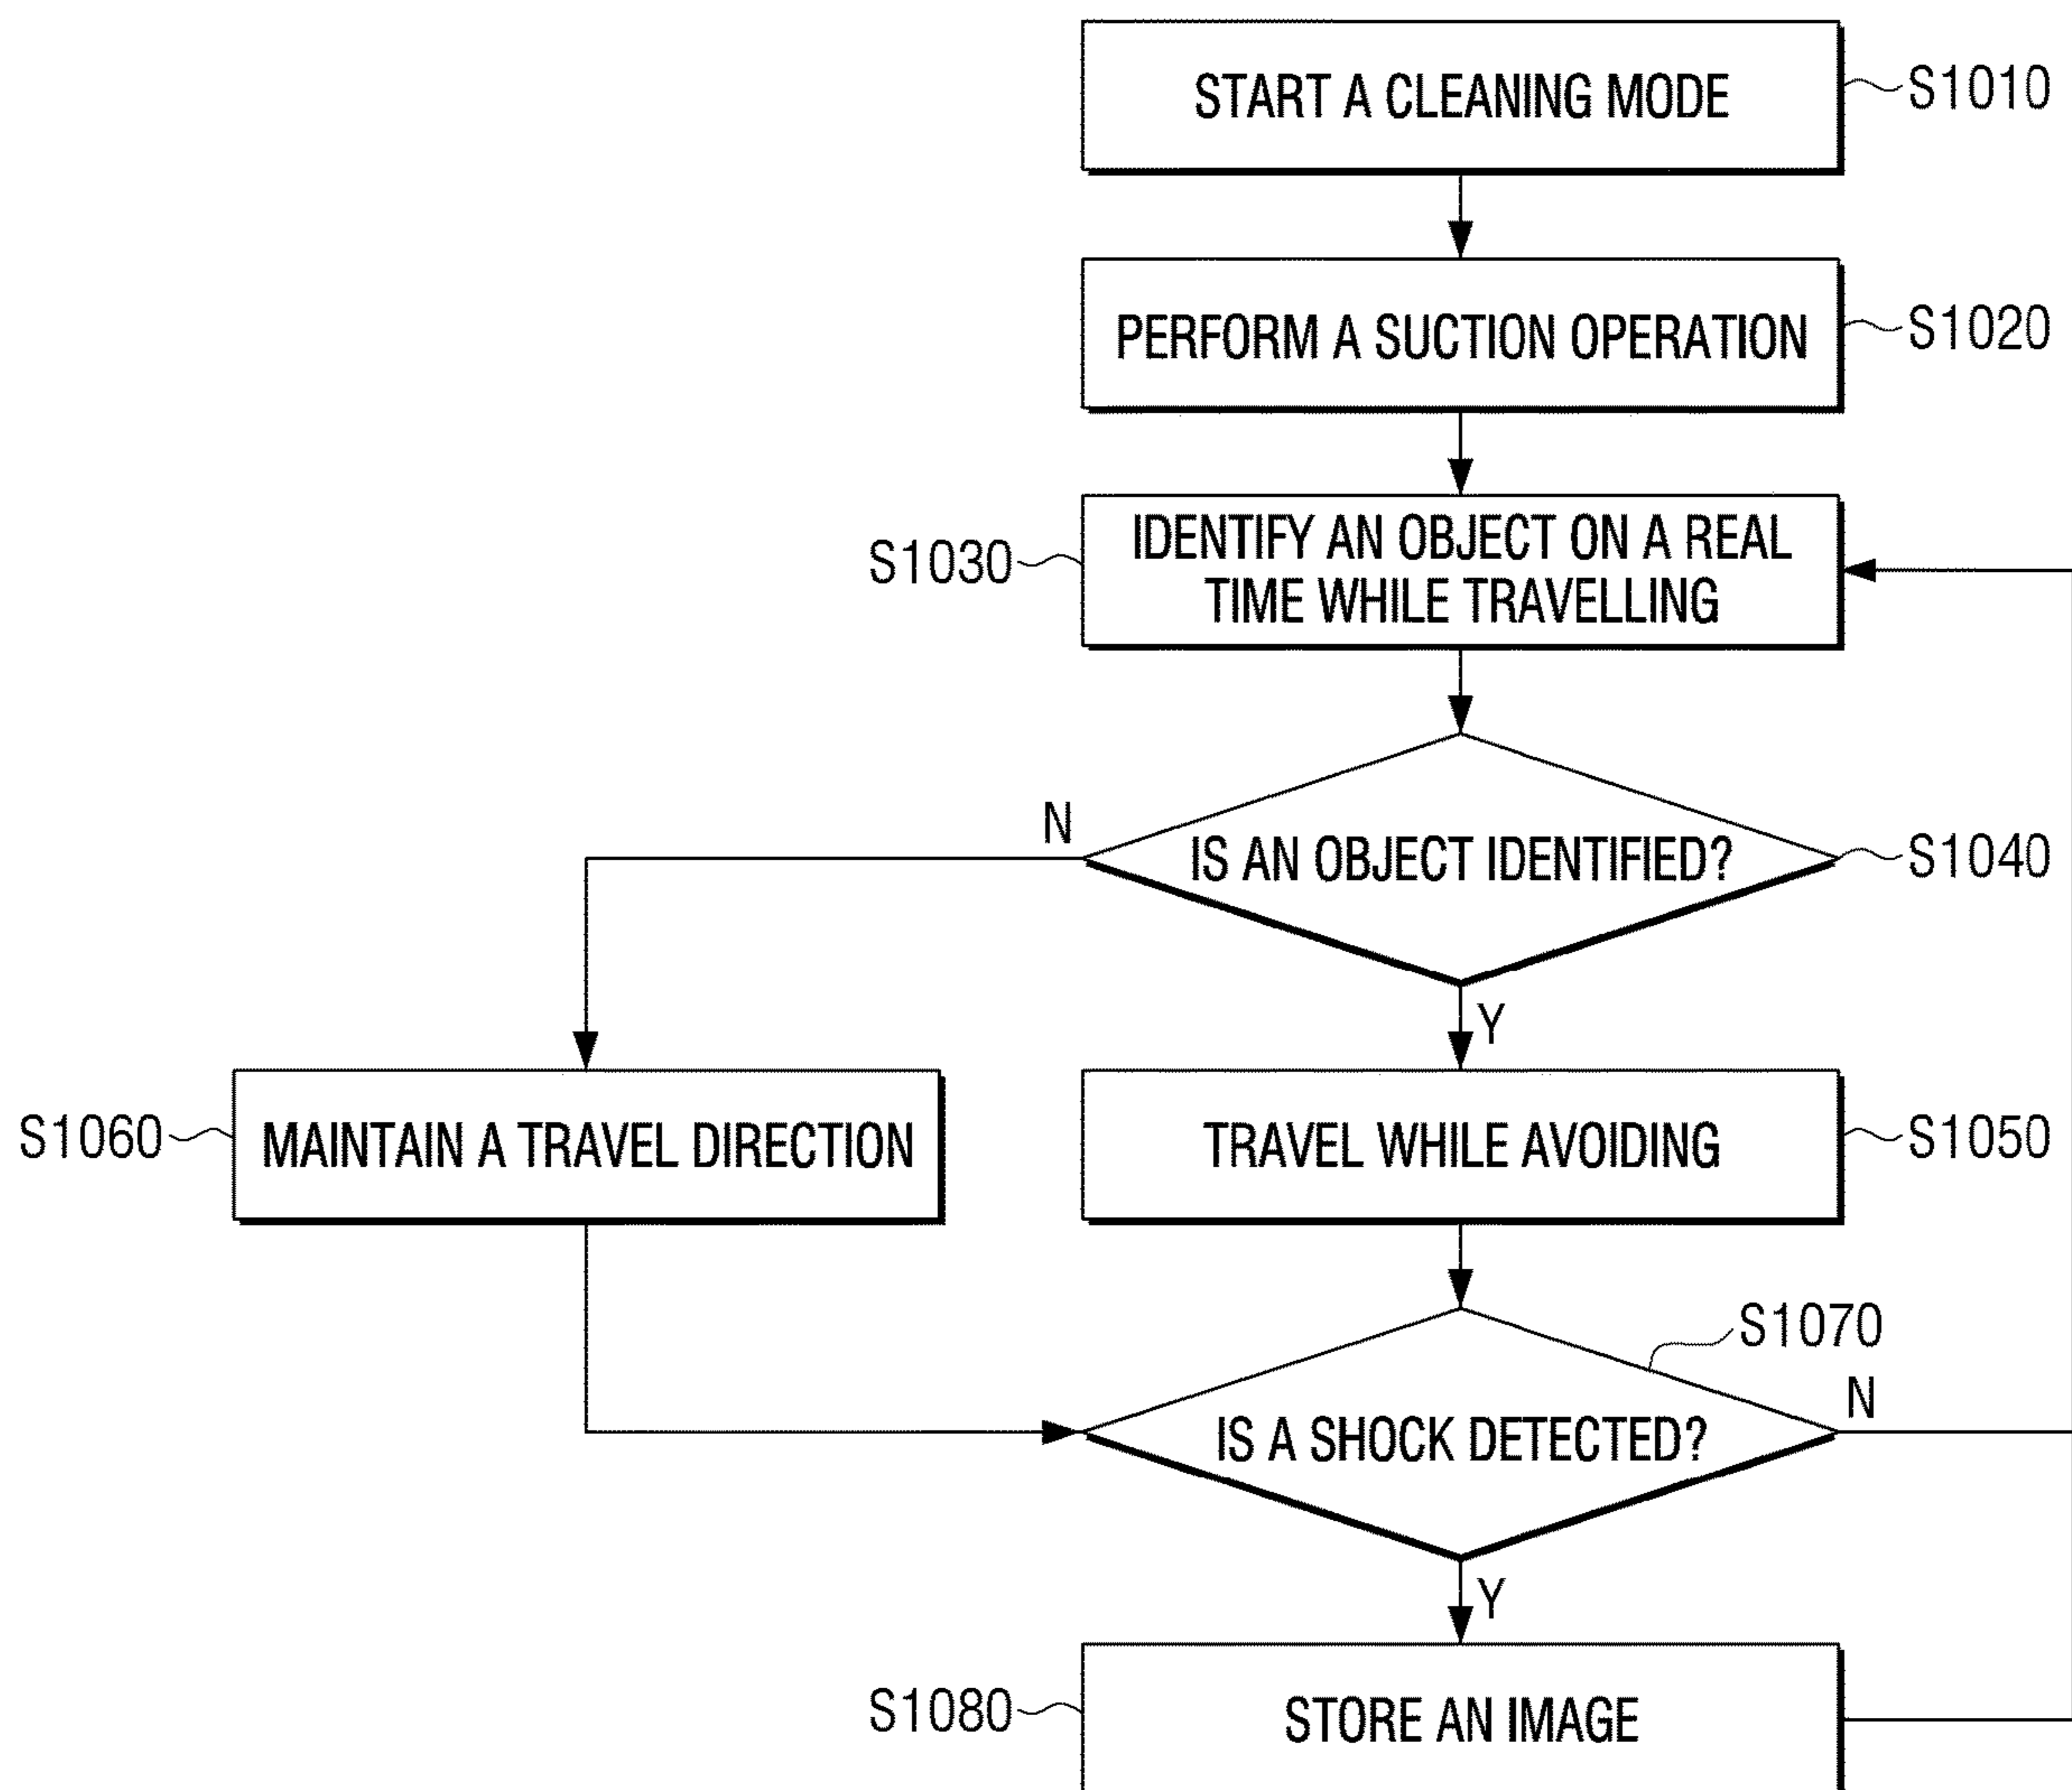 START A CLEANING MODE
S1010
PERFORM A SUCTION OPERATION
S1020
S1030
IDENTIFY AN OBJECT ON A REAL
TIME WHILE TRAVELLING
N
IS AN OBJECT IDENTIFIED?
S1040
Y
S1060
MAINTAIN A TRAVEL DIRECTION
TRAVEL WHILE AVOIDING
S1050
S1070
N
IS A SHOCK DETECTED?
Y
S1080
STORE AN IMAGE